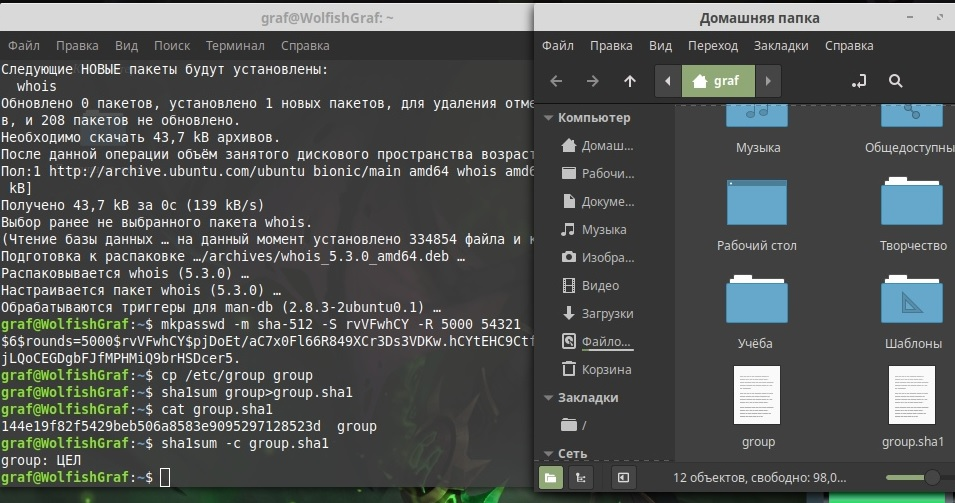 graf@WolfishGraf: ~
Файл Правка Вид Поиск Терминал Справка
Следующие НОВЫЕ пакеты будут установлены:
whois
Обновлено 0 пакетов, установлено 1 новых пакетов, для удаления отме
в, и 208 пакетов не обновлено.
Необходимо скачать 43,7 kB архивов.
После данной операции объём занятого дискового пространства возраст
Пол:1 http://archive.ubuntu.com/ubuntu bionic/main amd64 whois amd6
kB]
Получено 43,7 kB за 0с (139 kB/s)
Выбор ранее не выбранного пакета whois.
(Чтение базы данных … на данный момент установлено 334854 файла и к
Подготовка к распаковке …/archives/whois_5.3.0_amd64.deb …
Распаковывается whois (5.3.0) …
Настраивается пакет whois (5.3.0) …
Обрабатываются триггеры для man-db (2.8.3-2ubuntu0.1) …
graf@WolfishGraf:~$ mkpasswd -m sha-512 -S rvVFwhCY -R 5000 54321
$6$rounds=5000$rvVFwhCY$pjDoEt/aC7x0Fl66R849XCr3Ds3VDKw.hCYtEHC9Ctf
jLQoCEGDgbFJfMPHMiQ9brHSDcer5.
graf@WolfishGraf:~$ cp /etc/group group
graf@WolfishGraf:~$ sha1sum group>group.sha1
graf@WolfishGraf:~$ cat group.sha1
144e19f82f5429beb506a8583e9095297128523d  group
graf@WolfishGraf:~$ sha1sum -c group.sha1
group: ЦЕЛ
graf@WolfishGraf:~$
Домашняя папка
Файл Правка Вид Переход Закладки Справка
graf
Компьютер
Домаш...
Рабочи...
Докуме...
Музыка
Изобра...
Видео
Загрузки
Файло...
Корзина
Закладки
/
Сеть
Музыка Общедоступны
Рабочий стол Творчество
Учёба Шаблоны
group group.sha1
12 объектов, свободно: 98,0...